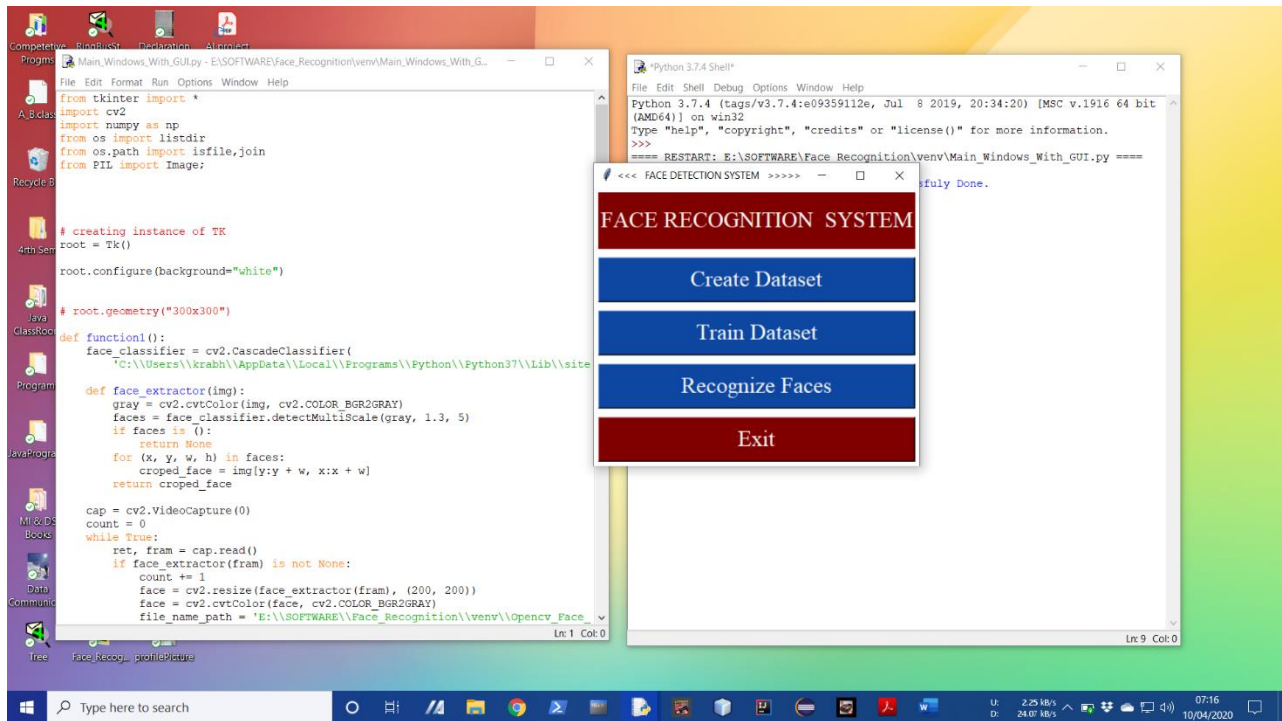 Competetive
Progms
RingBusSt...
Declaration...
AI project
A_B.clas
Recycle B
4rth Sem
Java
ClassRoo
Program
JavaProgra
Ml & DS
Books
Data
Communic
Tree
Face_Recog...
profilePicture
Main_Windows_With_GUI.py - E:\SOFTWARE\Face_Recognition\venv\Main_Windows_With_G...
File Edit Format Run Options Window Help
from tkinter import *
import cv2
import numpy as np
from os import listdir
from os.path import isfile,join
from PIL import Image;
# creating instance of TK
root = Tk()
root.configure(background="white")
# root.geometry("300x300")
def function1():
face_classifier = cv2.CascadeClassifier(
'C:\\Users\\krabh\\AppData\\Local\\Programs\\Python\\Python37\\Lib\\site
def face_extractor(img):
gray = cv2.cvtColor(img, cv2.COLOR_BGR2GRAY)
faces = face_classifier.detectMultiScale(gray, 1.3, 5)
if faces is ():
return None
for (x, y, w, h) in faces:
croped_face = img[y:y + w, x:x + w]
return croped_face
cap = cv2.VideoCapture(0)
count = 0
while True:
ret, fram = cap.read()
if face_extractor(fram) is not None:
count += 1
face = cv2.resize(face_extractor(fram), (200, 200))
face = cv2.cvtColor(face, cv2.COLOR_BGR2GRAY)
file_name_path = 'E:\\SOFTWARE\\Face_Recognition\\venv\\Opencv_Face_
Ln: 1 Col: 0
*Python 3.7.4 Shell*
File Edit Shell Debug Options Window Help
Python 3.7.4 (tags/v3.7.4:e09359112e, Jul 8 2019, 20:34:20) [MSC v.1916 64 bit
(AMD64)] on win32
Type "help", "copyright", "credits" or "license()" for more information.
>>>
==== RESTART: E:\SOFTWARE\Face_Recognition\venv\Main_Windows_With_GUI.py ====
sfuly Done.
Ln: 9 Col: 0
<<< FACE DETECTION SYSTEM >>>>>
FACE RECOGNITION SYSTEM
Create Dataset
Train Dataset
Recognize Faces
Exit
Type here to search
U: 2.25 kB/s
D: 24.07 kB/s
07:16
10/04/2020